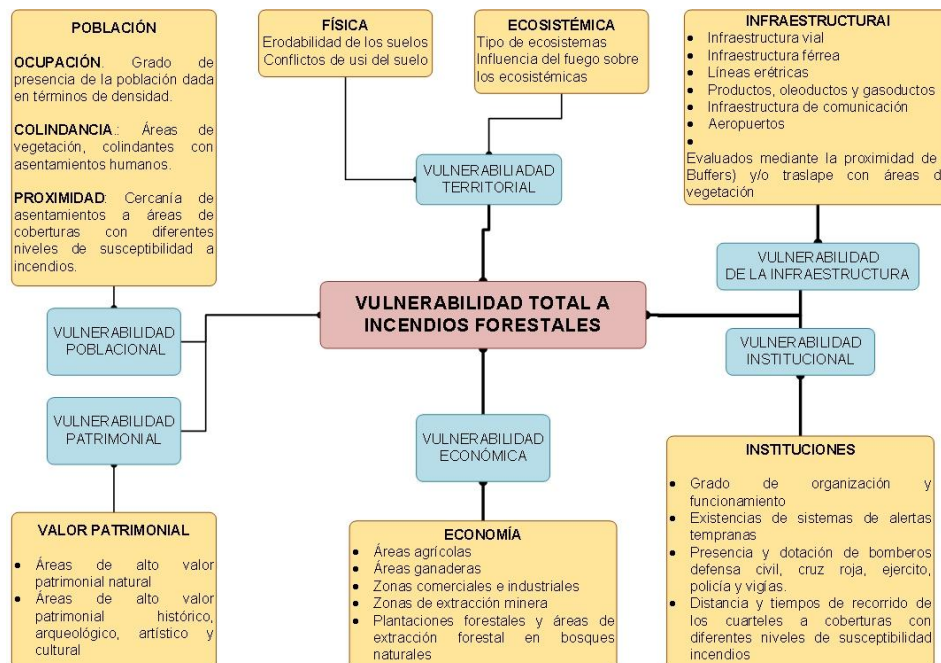 POBLACIÓN
OCUPACIÓN. Grado de
presencia de la población dada
en términos de densidad.
COLINDANCIA.: Áreas de
vegetación, colindantes con
asentamientos humanos.
PROXIMIDAD: Cercanía de
asentamientos a áreas de
coberturas con diferentes
niveles de susceptibilidad a
incendios.
FÍSICA
Erodabilidad de los suelos
Conflictos de usi del suelo
ECOSISTÉMICA
Tipo de ecosistemas
Influencia del fuego sobre
los ecosistémicas
INFRAESTRUCTURAl
• Infraestructura vial
• Infraestructura férrea
• Líneas erétricas
• Productos, oleoductos y gasoductos
• Infraestructura de comunicación
• Aeropuertos
•
Evaluados mediante la proximidad de
Buffers) y/o traslape con áreas d
vegetación
VULNERABILIADAD
TERRITORIAL
VULNERABILIDAD
DE LA INFRAESTRUCTURA
VULNERABILIDAD TOTAL A
INCENDIOS FORESTALES
VULNERABILIDAD
POBLACIONAL
VULNERABILIDAD
INSTITUCIONAL
VULNERABILIDAD
PATRIMONIAL
VULNERABILIDAD
ECONÓMICA
VALOR PATRIMONIAL
• Áreas de alto valor
patrimonial natural
• Áreas de alto valor
patrimonial histórico,
arqueológico, artístico y
cultural
ECONOMÍA
• Áreas agrícolas
• Áreas ganaderas
• Zonas comerciales e industriales
• Zonas de extracción minera
• Plantaciones forestales y áreas de
extracción forestal en bosques
naturales
INSTITUCIONES
• Grado de organización y
funcionamiento
• Existencias de sistemas de alertas
tempranas
• Presencia y dotación de bomberos
defensa civil, cruz roja, ejercito,
policía y vigías.
• Distancia y tiempos de recorrido de
los cuarteles a coberturas con
diferentes niveles de susceptibilidad
incendios